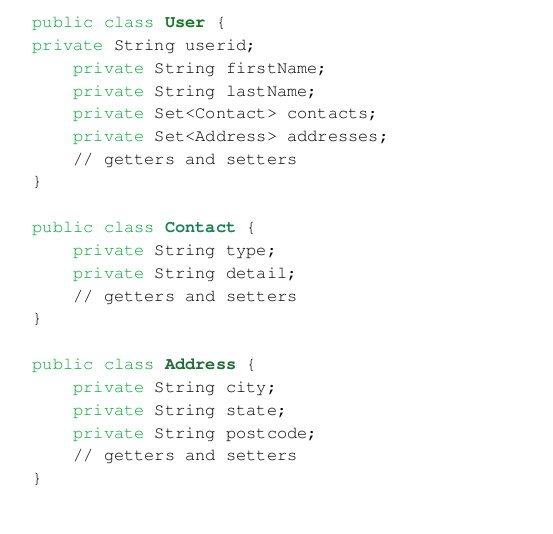 public class User {
private String userid;
    private String firstName;
    private String lastName;
    private Set<Contact> contacts;
    private Set<Address> addresses;
    // getters and setters
}

public class Contact {
    private String type;
    private String detail;
    // getters and setters
}

public class Address {
    private String city;
    private String state;
    private String postcode;
    // getters and setters
}